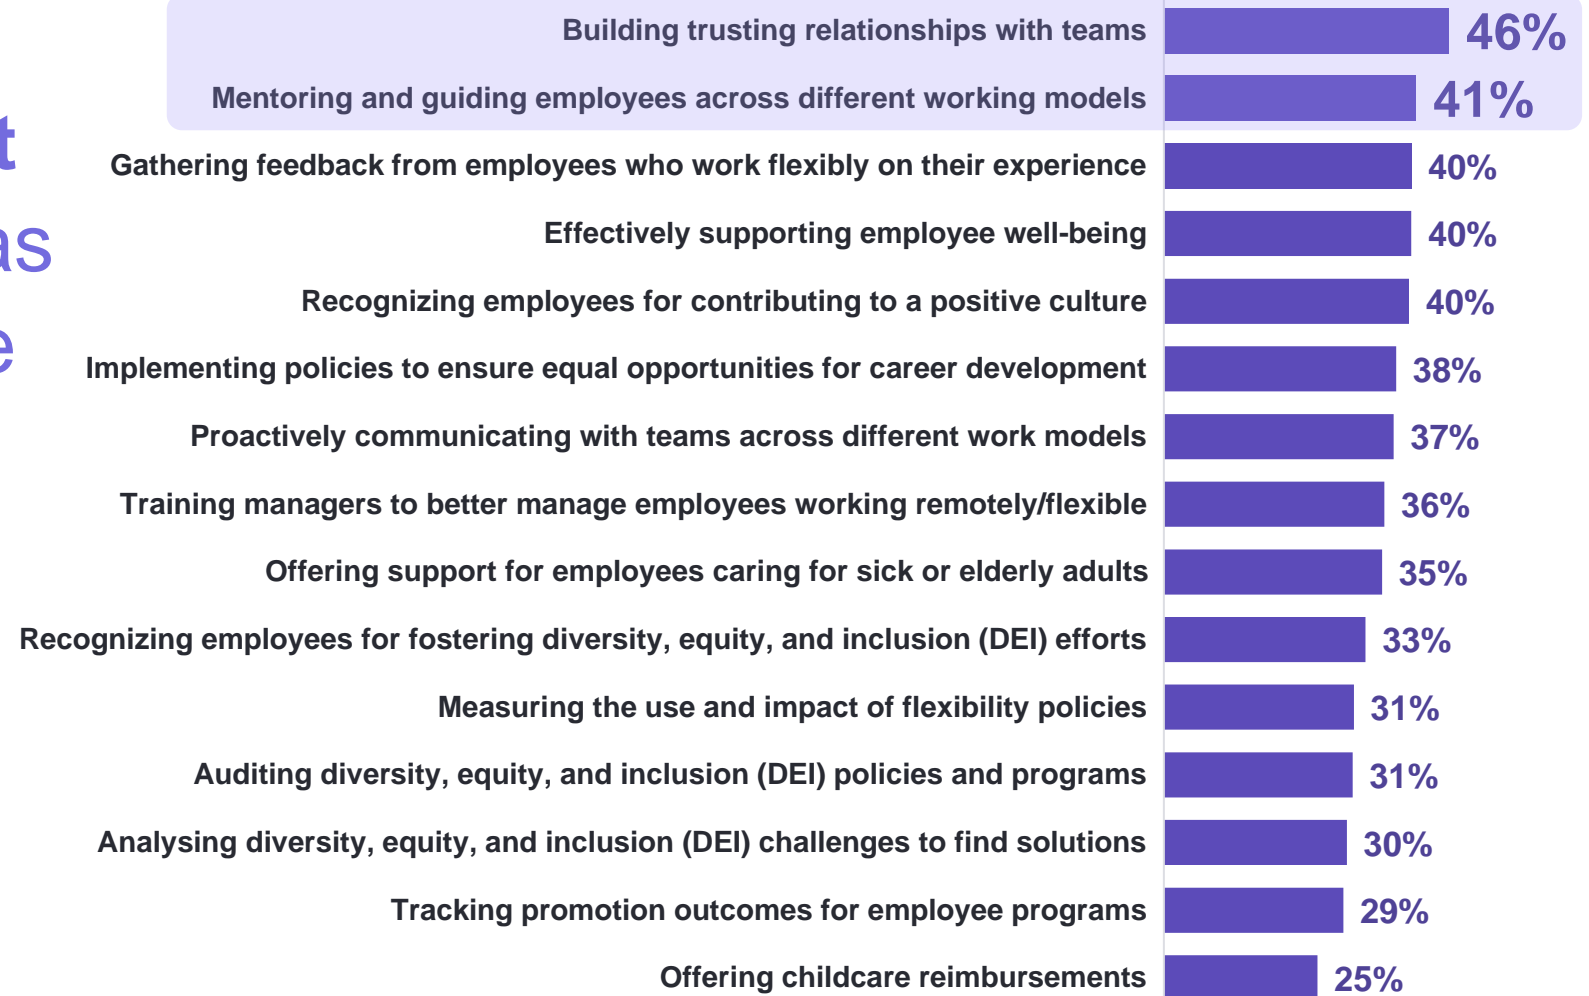 Building trusting relationships with teams 46%
Mentoring and guiding employees across different working models 41%
Gathering feedback from employees who work flexibly on their experience 40%
Effectively supporting employee well-being 40%
as
Recognizing employees for contributing to a positive culture 40%
Implementing policies to ensure equal opportunities for career development 38%
Proactively communicating with teams across different work models 37%
Training managers to better manage employees working remotely/flexible 36%
Offering support for employees caring for sick or elderly adults 35%
Recognizing employees for fostering diversity, equity, and inclusion (DEI) efforts 33%
Measuring the use and impact of flexibility policies 31%
Auditing diversity, equity, and inclusion (DEI) policies and programs 31%
Analysing diversity, equity, and inclusion (DEI) challenges to find solutions 30%
Tracking promotion outcomes for employee programs 29%
Offering childcare reimbursements 25%